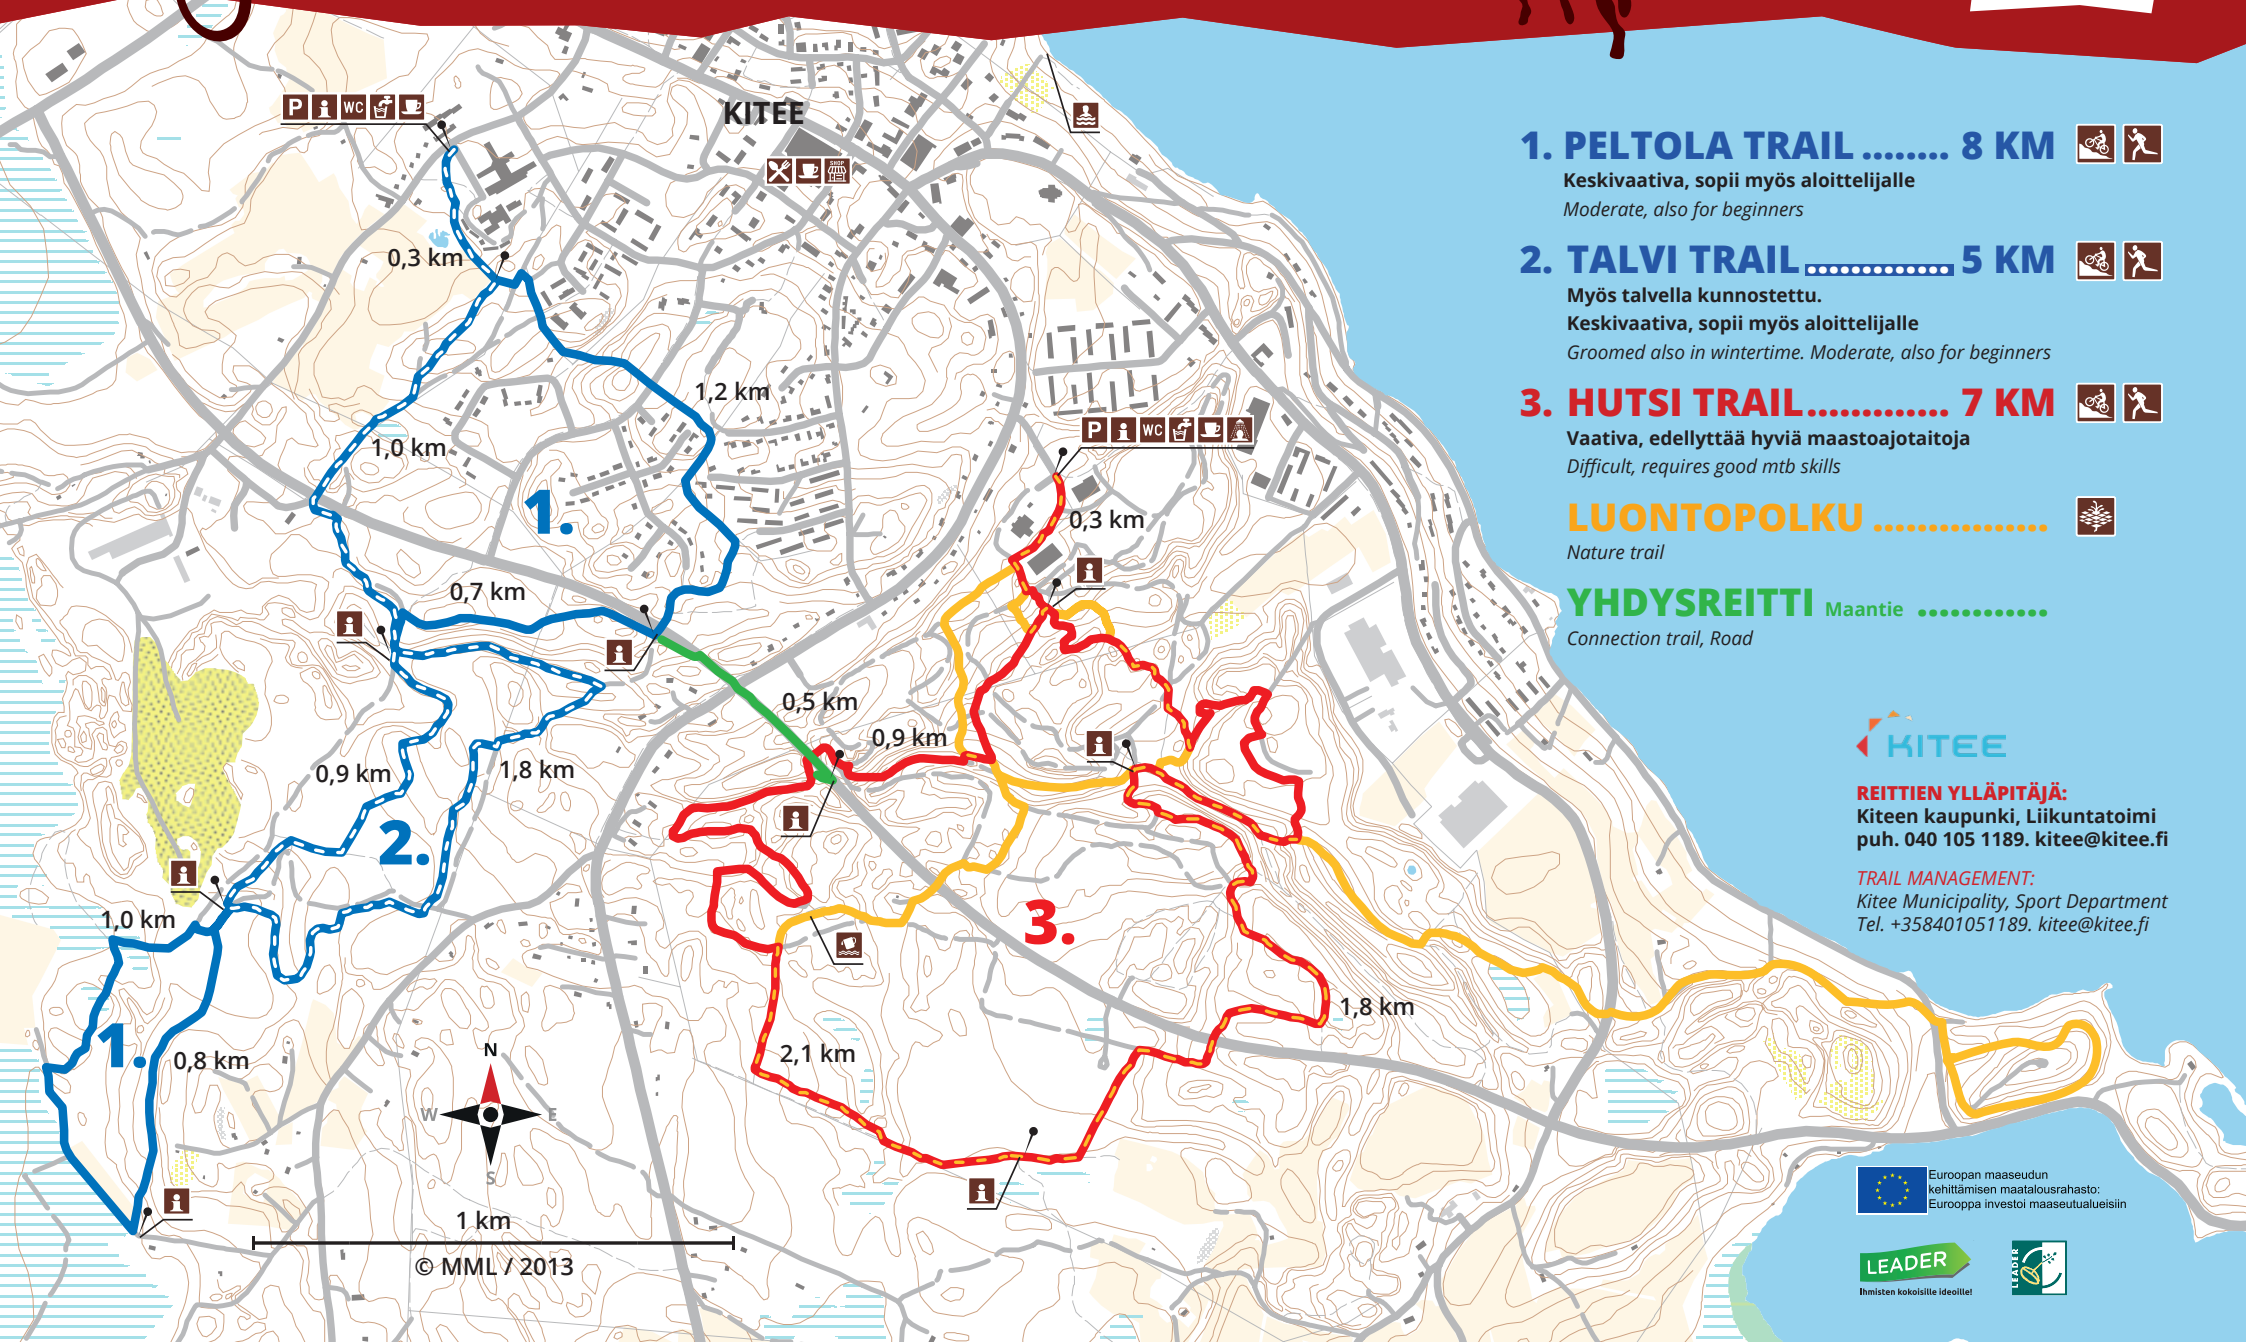 KITEE
P i WC
SHOP
0,3 km
1,2 km
1,0 km
1.
0,7 km
P i WC
0,3 km
i
i
i
0,5 km
0,9 km
i
0,9 km
1,8 km
i
2.
i
1,0 km
3.
1.
0,8 km
1,8 km
2,1 km
N
W E
S
i
i
1 km
© MML / 2013
1. PELTOLA TRAIL ........ 8 KM
Keskivaativa, sopii myös aloittelijalle
Moderate, also for beginners
2. TALVI TRAIL 5 KM
Myös talvella kunnostettu.
Keskivaativa, sopii myös aloittelijalle
Groomed also in wintertime. Moderate, also for beginners
3. HUTSI TRAIL............. 7 KM
Vaativa, edellyttää hyviä maastoajotaitoja
Difficult, requires good mtb skills
LUONTOPOLKU ................
Nature trail
YHDYSREITTI Maantie ............
Connection trail, Road
KITEE
REITTIEN YLLÄPITÄJÄ:
Kiteen kaupunki, Liikuntatoimi
puh. 040 105 1189. kitee@kitee.fi
TRAIL MANAGEMENT:
Kitee Municipality, Sport Department
Tel. +358401051189. kitee@kitee.fi
Euroopan maaseudun
kehittämisen maatalousrahasto:
Eurooppa investoi maaseutualueisiin
LEADER
Ihmisten kokoisille ideoille!
LEADER